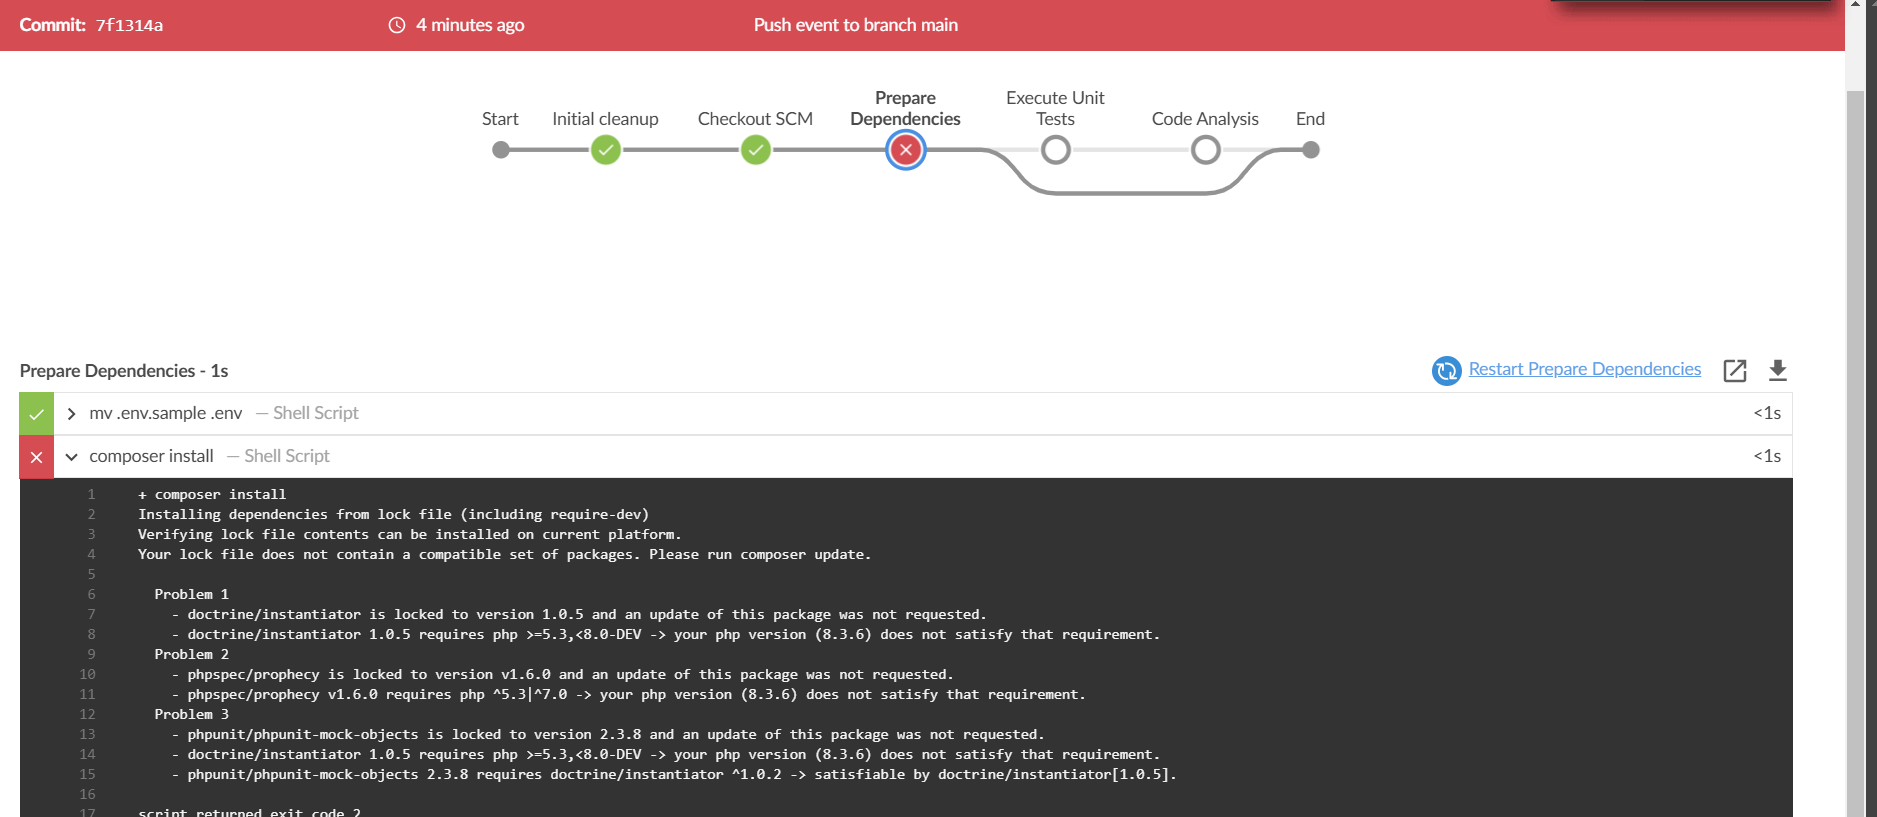 Commit: 7f1314a
4 minutes ago
Push event to branch main
Start
Initial cleanup
Checkout SCM
Prepare
Dependencies
Execute Unit
Tests
Code Analysis
End
Prepare Dependencies - 1s
Restart Prepare Dependencies
mv .env.sample .env — Shell Script
<1s
composer install — Shell Script
<1s
1 + composer install
2 Installing dependencies from lock file (including require-dev)
3 Verifying lock file contents can be installed on current platform.
4 Your lock file does not contain a compatible set of packages. Please run composer update.
5
6 Problem 1
7 - doctrine/instantiator is locked to version 1.0.5 and an update of this package was not requested.
8 - doctrine/instantiator 1.0.5 requires php >=5.3,<8.0-DEV -> your php version (8.3.6) does not satisfy that requirement.
9 Problem 2
10 - phpspec/prophecy is locked to version v1.6.0 and an update of this package was not requested.
11 - phpspec/prophecy v1.6.0 requires php ^5.3|^7.0 -> your php version (8.3.6) does not satisfy that requirement.
12 Problem 3
13 - phpunit/phpunit-mock-objects is locked to version 2.3.8 and an update of this package was not requested.
14 - doctrine/instantiator 1.0.5 requires php >=5.3,<8.0-DEV -> your php version (8.3.6) does not satisfy that requirement.
15 - phpunit/phpunit-mock-objects 2.3.8 requires doctrine/instantiator ^1.0.2 -> satisfiable by doctrine/instantiator[1.0.5].
16
17 script returned exit code 2